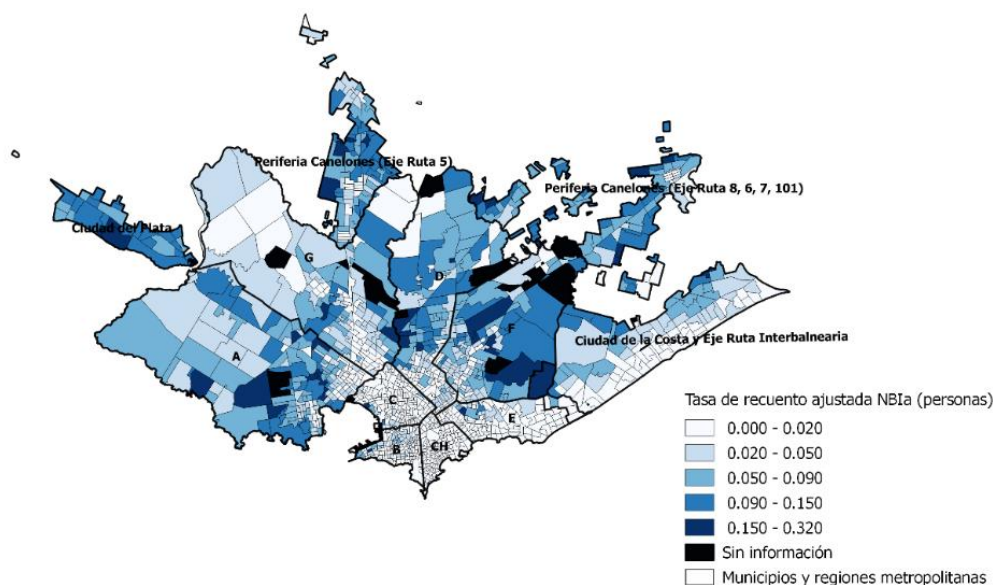 Periferia Canelones (Eje Ruta 5)
Periferia Canelones (Eje Ruta 8, 6, 7, 101)
Ciudad del Plata
G
D
F
A
Ciudad de la Costa y Eje Ruta Interbalnearia
C
E
B
CH
Tasa de recuento ajustada NBIa (personas)
0.000 - 0.020
0.020 - 0.050
0.050 - 0.090
0.090 - 0.150
0.150 - 0.320
Sin información
Municipios y regiones metropolitanas